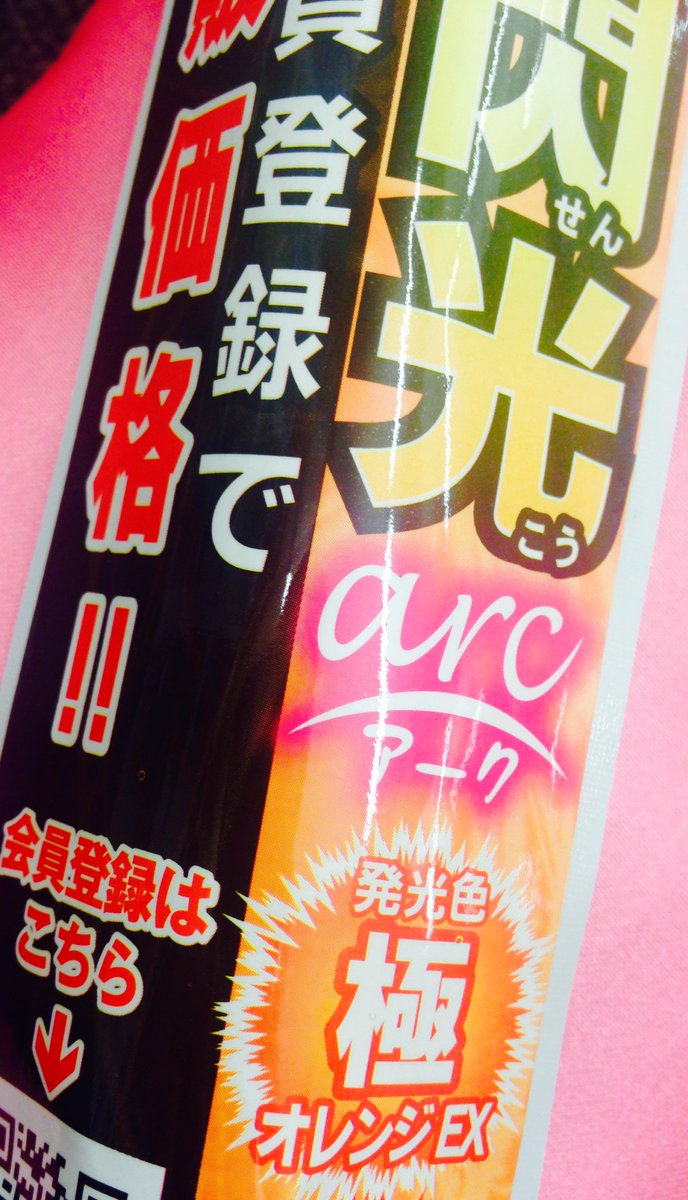 閃光
せんこう
arc
アーク
発光色
極
オレンジEX
員登録で
価格!!
会員登録は
こちら
↓